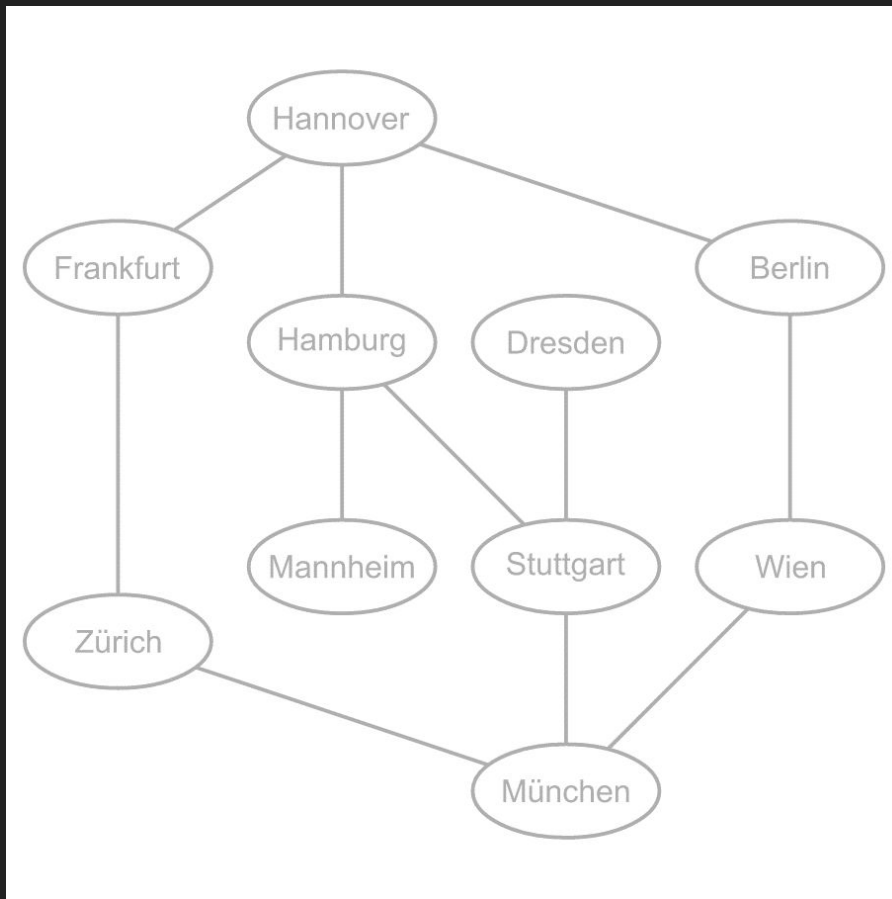 Hannover
Frankfurt
Berlin
Hamburg
Dresden
Mannheim
Stuttgart
Wien
Zürich
München